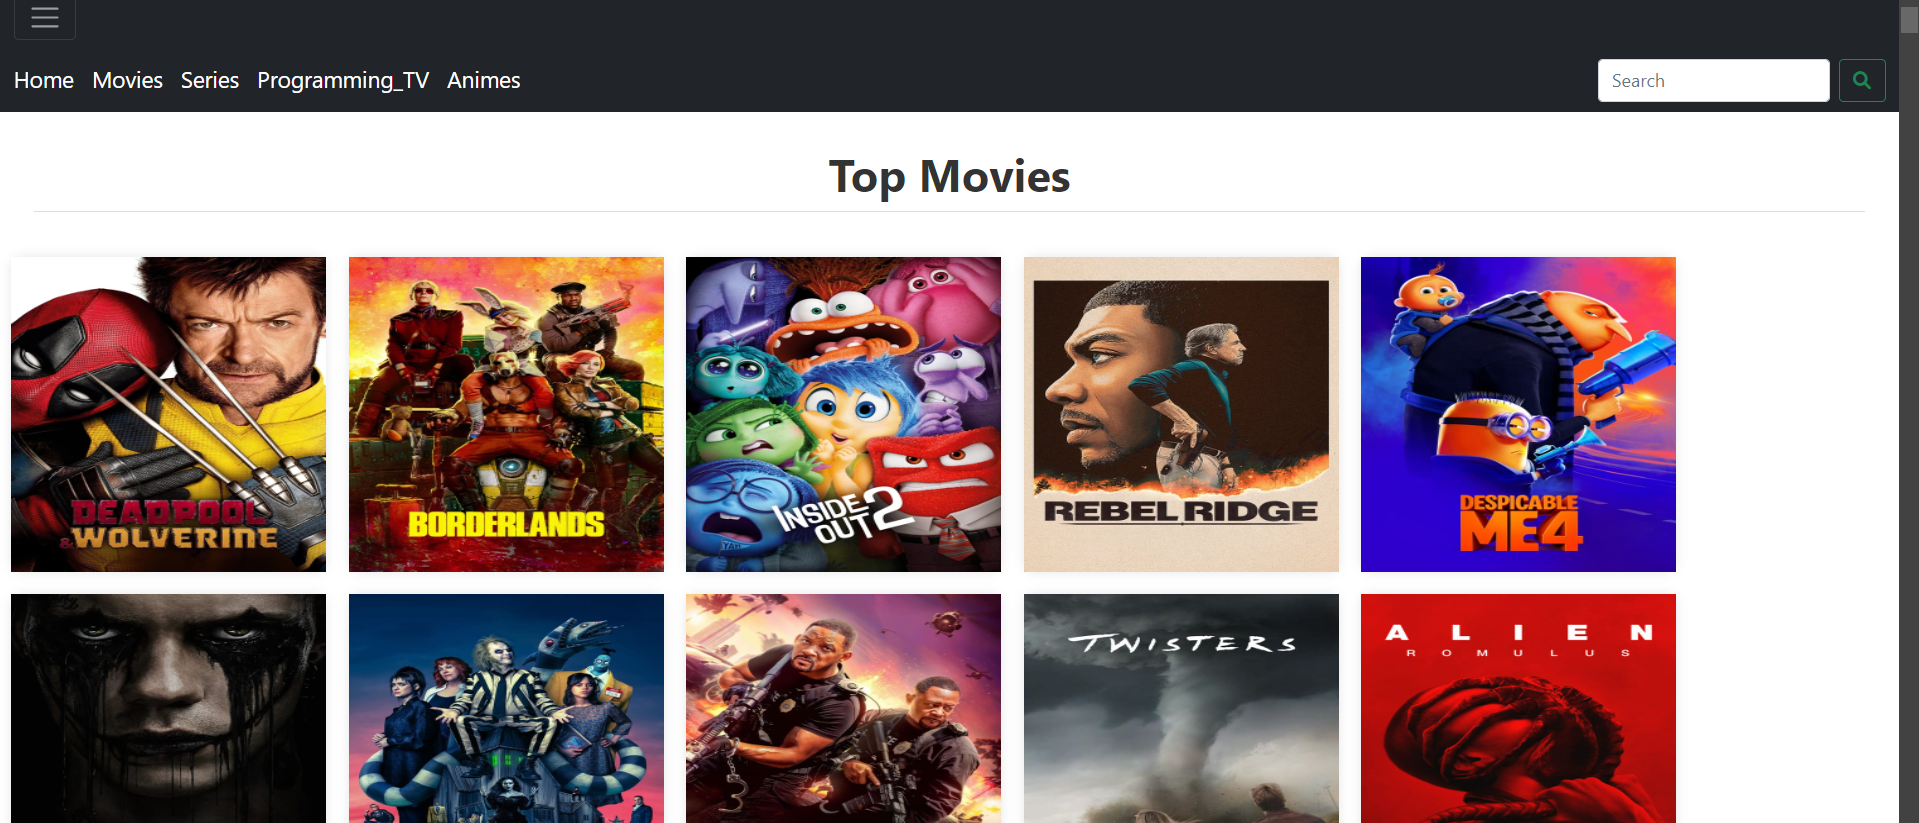 Home Movies Series Programming_TV Animes
Search
Top Movies
DEADPOOL
& WOLVERINE
BORDERLANDS
INSIDE
OUT 2
REBEL RIDGE
DESPICABLE
ME 4
TWISTERS
ALIEN
ROMULUS